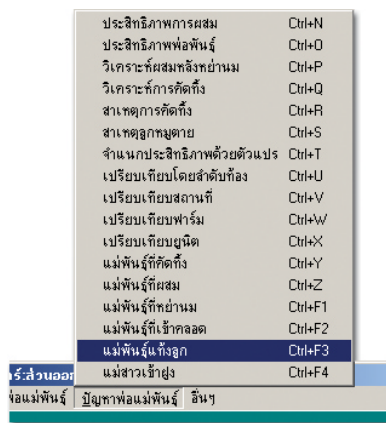 ประสิทธิภาพการผสม Ctrl+N
ประสิทธิภาพพ่อพันธุ์ Ctrl+O
วิเคราะห์ผสมหลังหย่านม Ctrl+P
วิเคราะห์การคัดทิ้ง Ctrl+Q
สาเหตุการคัดทิ้ง Ctrl+R
สาเหตุลูกหมูตาย Ctrl+S
จำแนกประสิทธิภาพด้วยตัวแปร Ctrl+T
เปรียบเทียบโดยลำดับท้อง Ctrl+U
เปรียบเทียบสถานที่ Ctrl+V
เปรียบเทียบฟาร์ม Ctrl+W
เปรียบเทียบยูนิต Ctrl+X
แม่พันธุ์ที่คัดทิ้ง Ctrl+Y
แม่พันธุ์ที่ผสม Ctrl+Z
แม่พันธุ์ที่หย่านม Ctrl+F1
แม่พันธุ์ที่เข้าคลอด Ctrl+F2
แม่พันธุ์แท้งลูก Ctrl+F3
แม่สาวเข้าฝูง Ctrl+F4
ร์:ส่วนออก
พ่อแม่พันธุ์ ปัญหาพ่อแม่พันธุ์ อื่นๆ